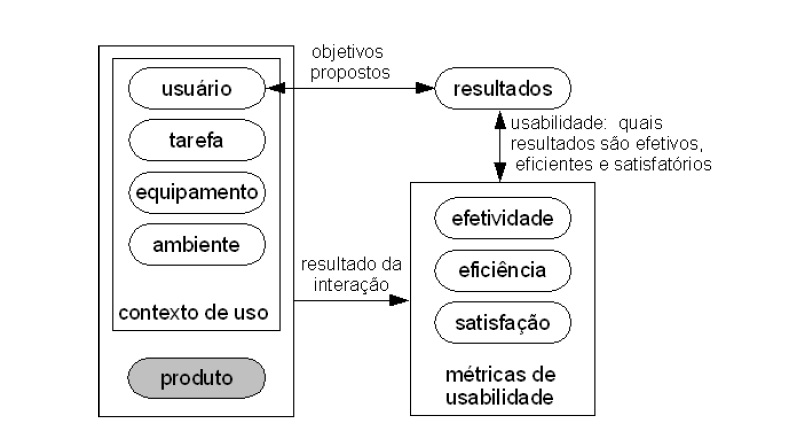 usuário
tarefa
equipamento
ambiente
contexto de uso
produto
objetivos
propostos
resultados
usabilidade: quais
resultados são efetivos,
eficientes e satisfatórios
resultado da
interação
efetividade
eficiência
satisfação
métricas de
usabilidade